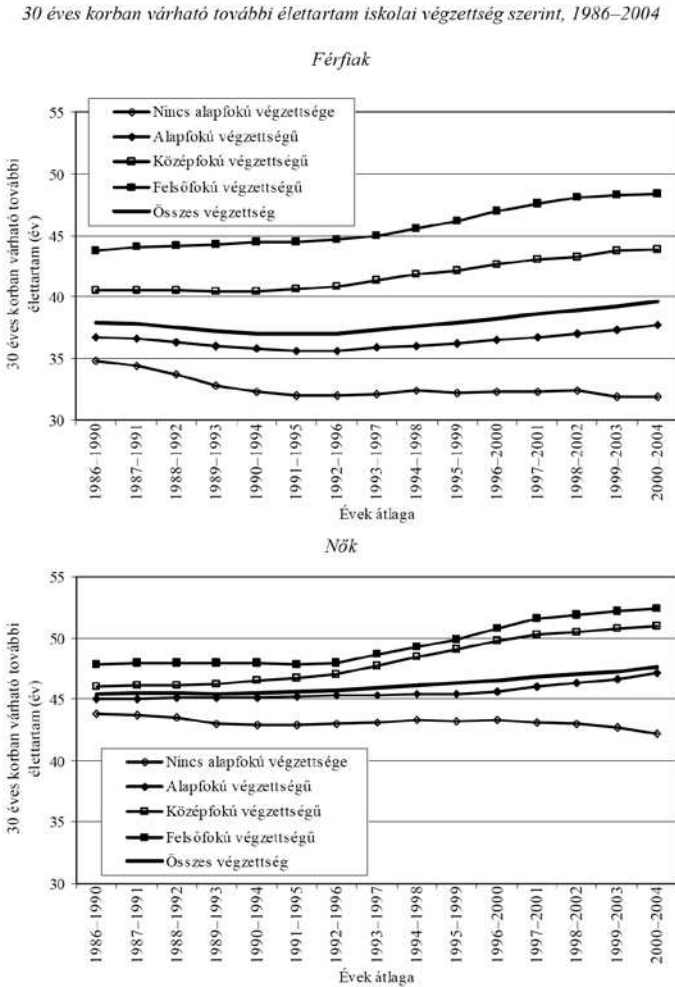 30 éves korban várható további élettartam iskolai végzettség szerint, 1986–2004
Férfiak
30 éves korban várható további
élettartam (év)
55
50
45
40
35
30
Nincs alapfokú végzettsége
Alapfokú végzettségű
Középfokú végzettségű
Felsőfokú végzettségű
Összes végzettség
1986–1990
1987–1991
1988–1992
1989–1993
1990–1994
1991–1995
1992–1996
1993–1997
1994–1998
1995–1999
1996–2000
1997–2001
1998–2002
1999–2003
2000–2004
Évek átlaga
Nők
30 éves korban várható további
élettartam (év)
55
50
45
40
35
30
Nincs alapfokú végzettsége
Alapfokú végzettségű
Középfokú végzettségű
Felsőfokú végzettségű
Összes végzettség
1986–1990
1987–1991
1988–1992
1989–1993
1990–1994
1991–1995
1992–1996
1993–1997
1994–1998
1995–1999
1996–2000
1997–2001
1998–2002
1999–2003
2000–2004
Évek átlaga